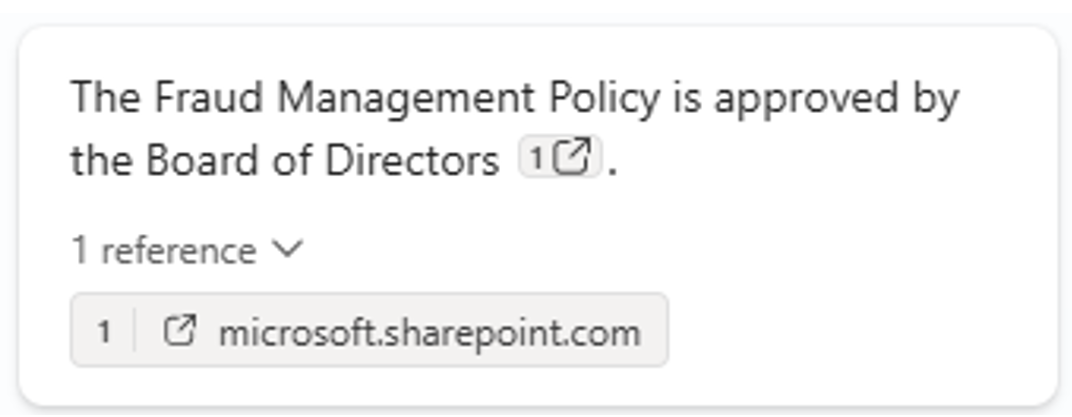 The Fraud Management Policy is approved by
the Board of Directors 1 .
1 reference
1 microsoft.sharepoint.com